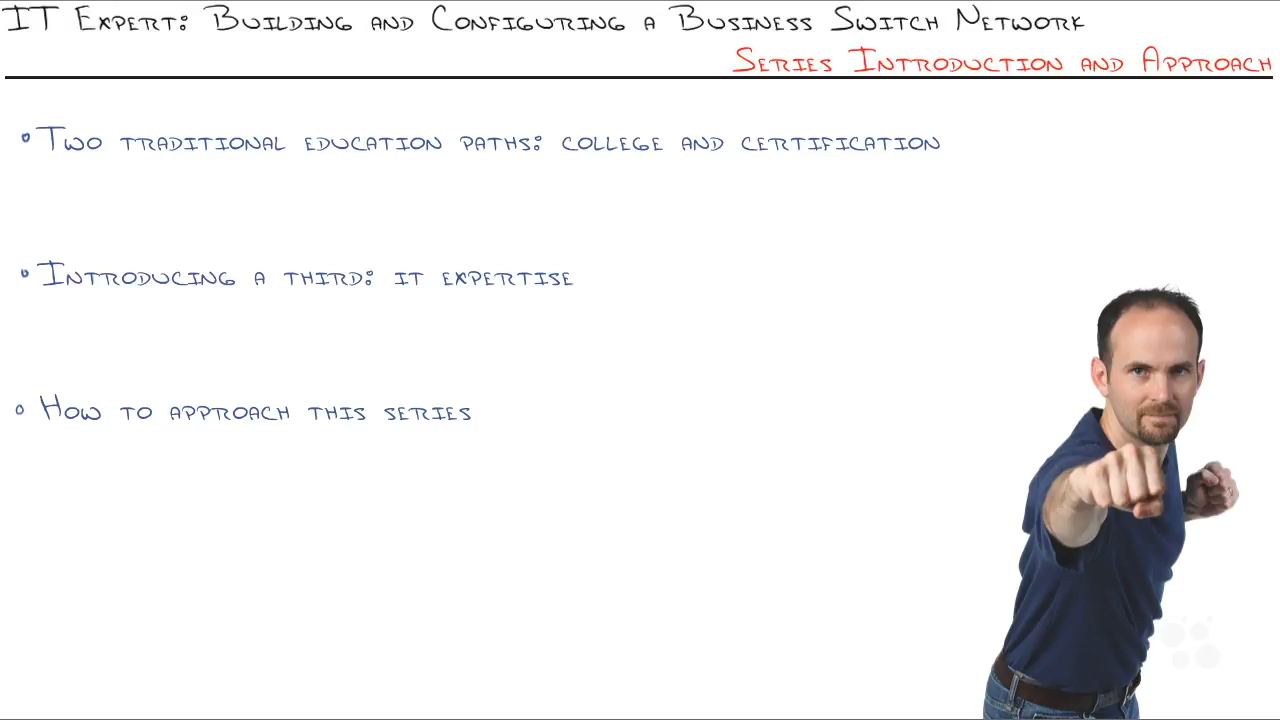 IT Expert: Building and Configuring a Business Switch Network
Series Introduction and Approach
• Two traditional education paths: college and certification
• Introducing a third: IT expertise
• How to approach this series